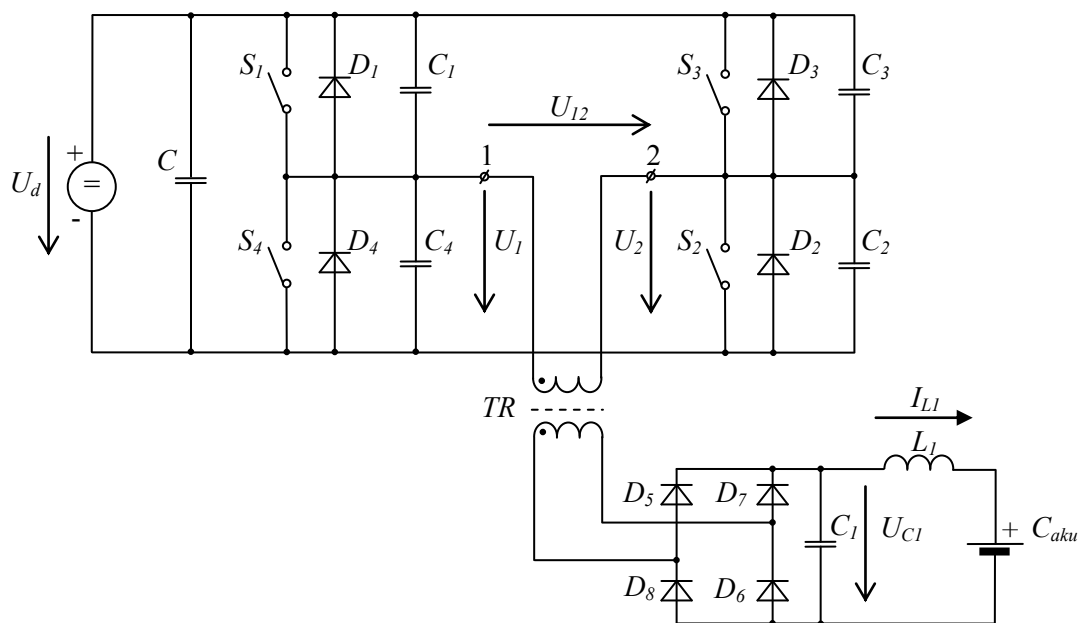 S1 D1 C1 S3 D3 C3
U12
+ C 1 2
Ud =
-
S4 D4 C4 U1 U2 S2 D2 C2
TR IL1
L1
D5 D7 C1 UC1 + Caku
D8 D6